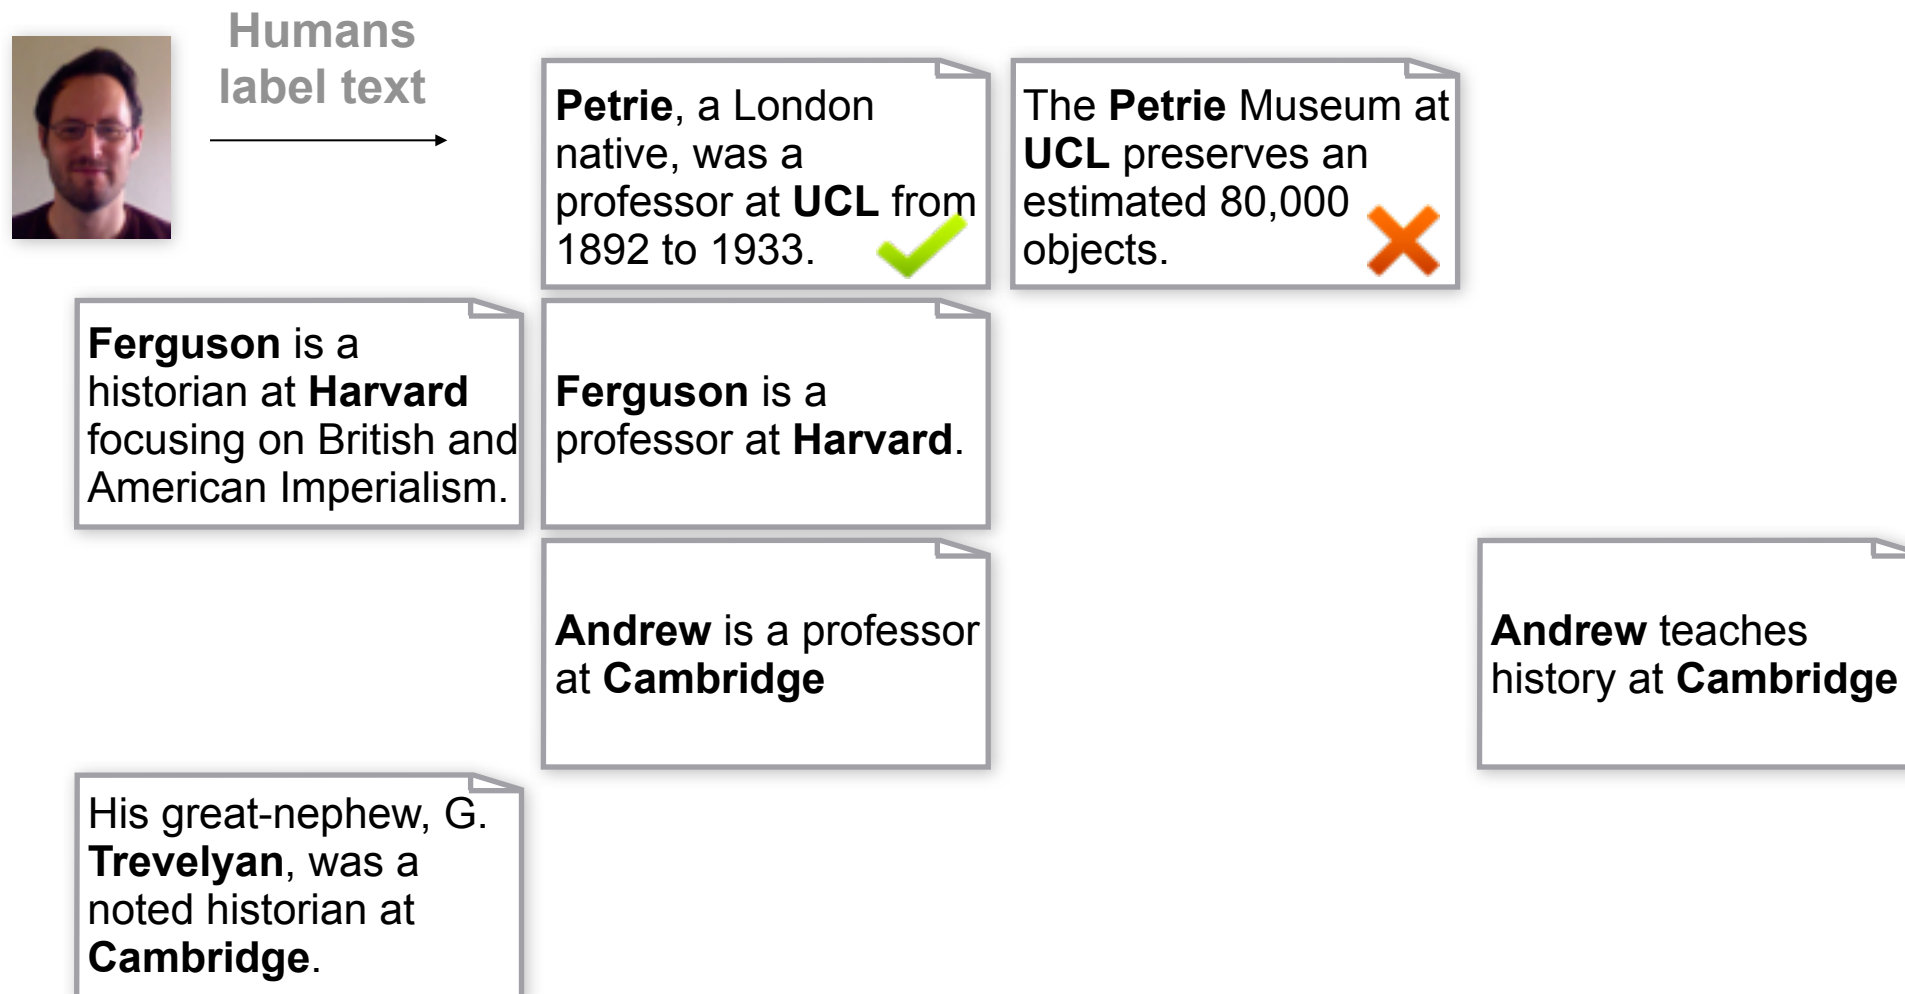 Humans
label text
Petrie, a London
native, was a
professor at UCL from
1892 to 1933.
The Petrie Museum at
UCL preserves an
estimated 80,000
objects.
Ferguson is a
historian at Harvard
focusing on British and
American Imperialism.
Ferguson is a
professor at Harvard.
Andrew is a professor
at Cambridge
Andrew teaches
history at Cambridge
His great-nephew, G.
Trevelyan, was a
noted historian at
Cambridge.